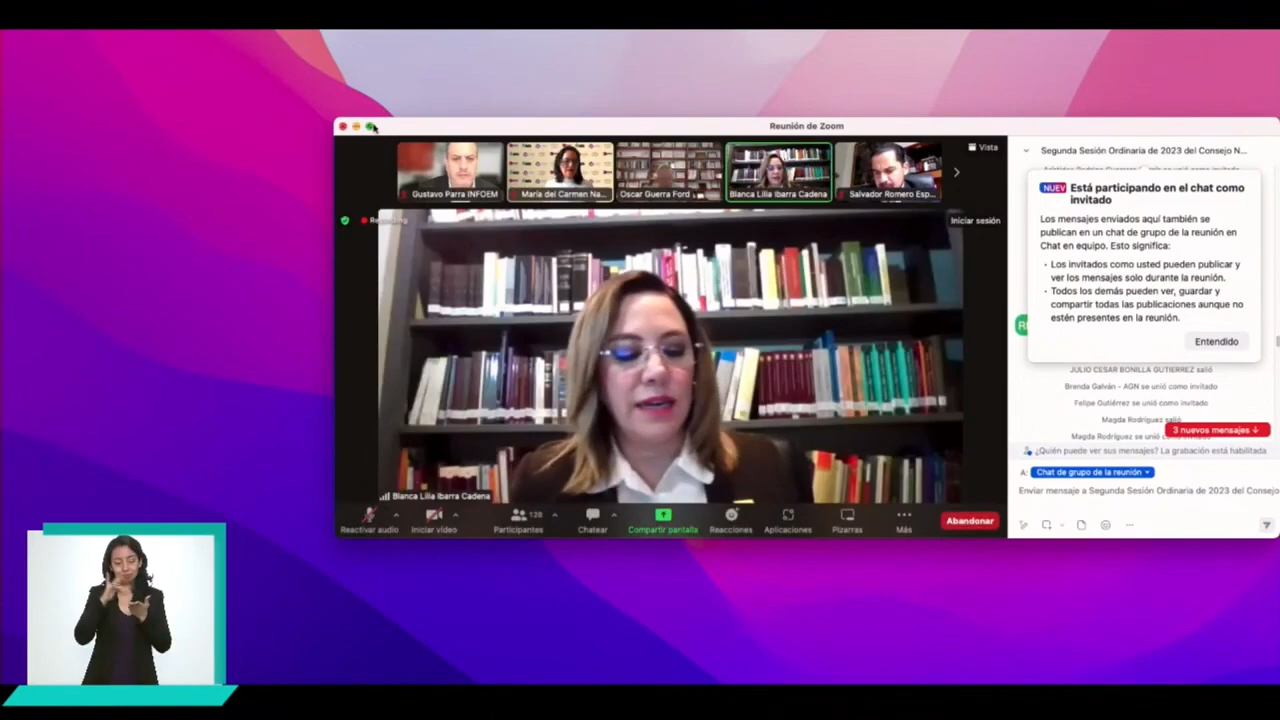 Reunión de Zoom
Gustavo Parra INFOEM
María del Carmen Na...
Oscar Guerra Ford
Blanca Lilia Ibarra Cadena
Salvador Romero Esp...
Vista
Recording
Iniciar sesión
Blanca Lilia Ibarra Cadena
Reactivar audio
Iniciar video
128
Participantes
Chatear
Compartir pantalla
Reacciones
Aplicaciones
Pizarras
Más
Abandonar
Segunda Sesión Ordinaria de 2023 del Consejo N...
NUEV Está participando en el chat como
invitado
Los mensajes enviados aquí también se
publican en un chat de grupo de la reunión en
Chat en equipo. Esto significa:
• Los invitados como usted pueden publicar y
ver los mensajes solo durante la reunión.
• Todos los demás pueden ver, guardar y
compartir todas las publicaciones aunque no
estén presentes en la reunión.
Entendido
JULIO CESAR BONILLA GUTIERREZ salió
Brenda Galván - AGN se unió como invitado
Felipe Gutiérrez se unió como invitado
Magda Rodríguez salió
3 nuevos mensajes ↓
Magda Rodríguez se unió
¿Quién puede ver sus mensajes? La grabación está habilitada
A: Chat de grupo de la reunión
Enviar mensaje a Segunda Sesión Ordinaria de 2023 del Consejo